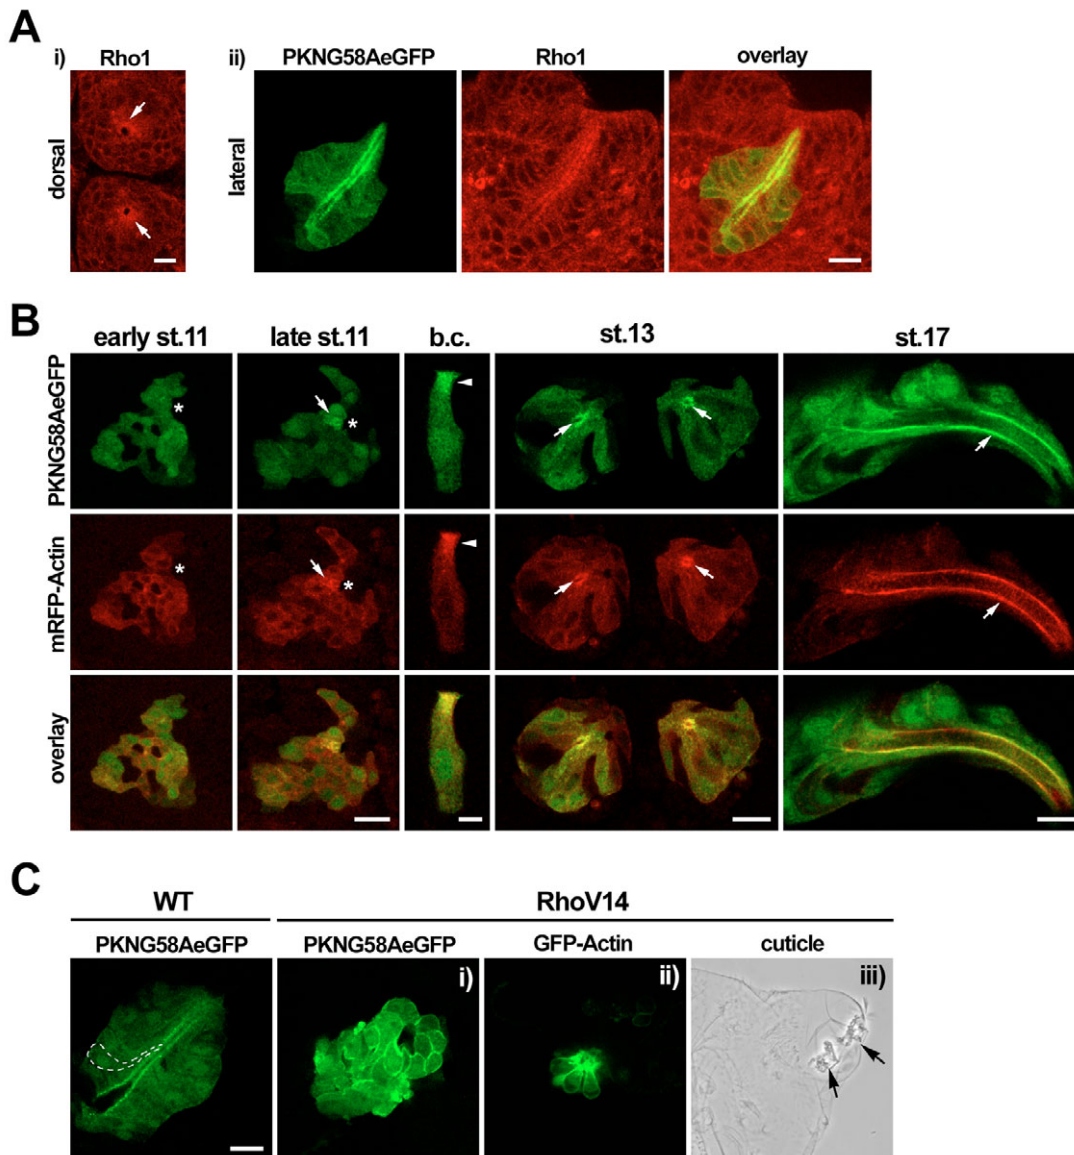 A
i) Rho1
ii) PKNG58AeGFP Rho1 overlay
dorsal
lateral
B
early st.11 late st.11 b.c. st.13 st.17
PKNG58AeGFP
* *
mRFP-Actin
* *
overlay
C
WT RhoV14
PKNG58AeGFP PKNG58AeGFP GFP-Actin cuticle
i) ii) iii)